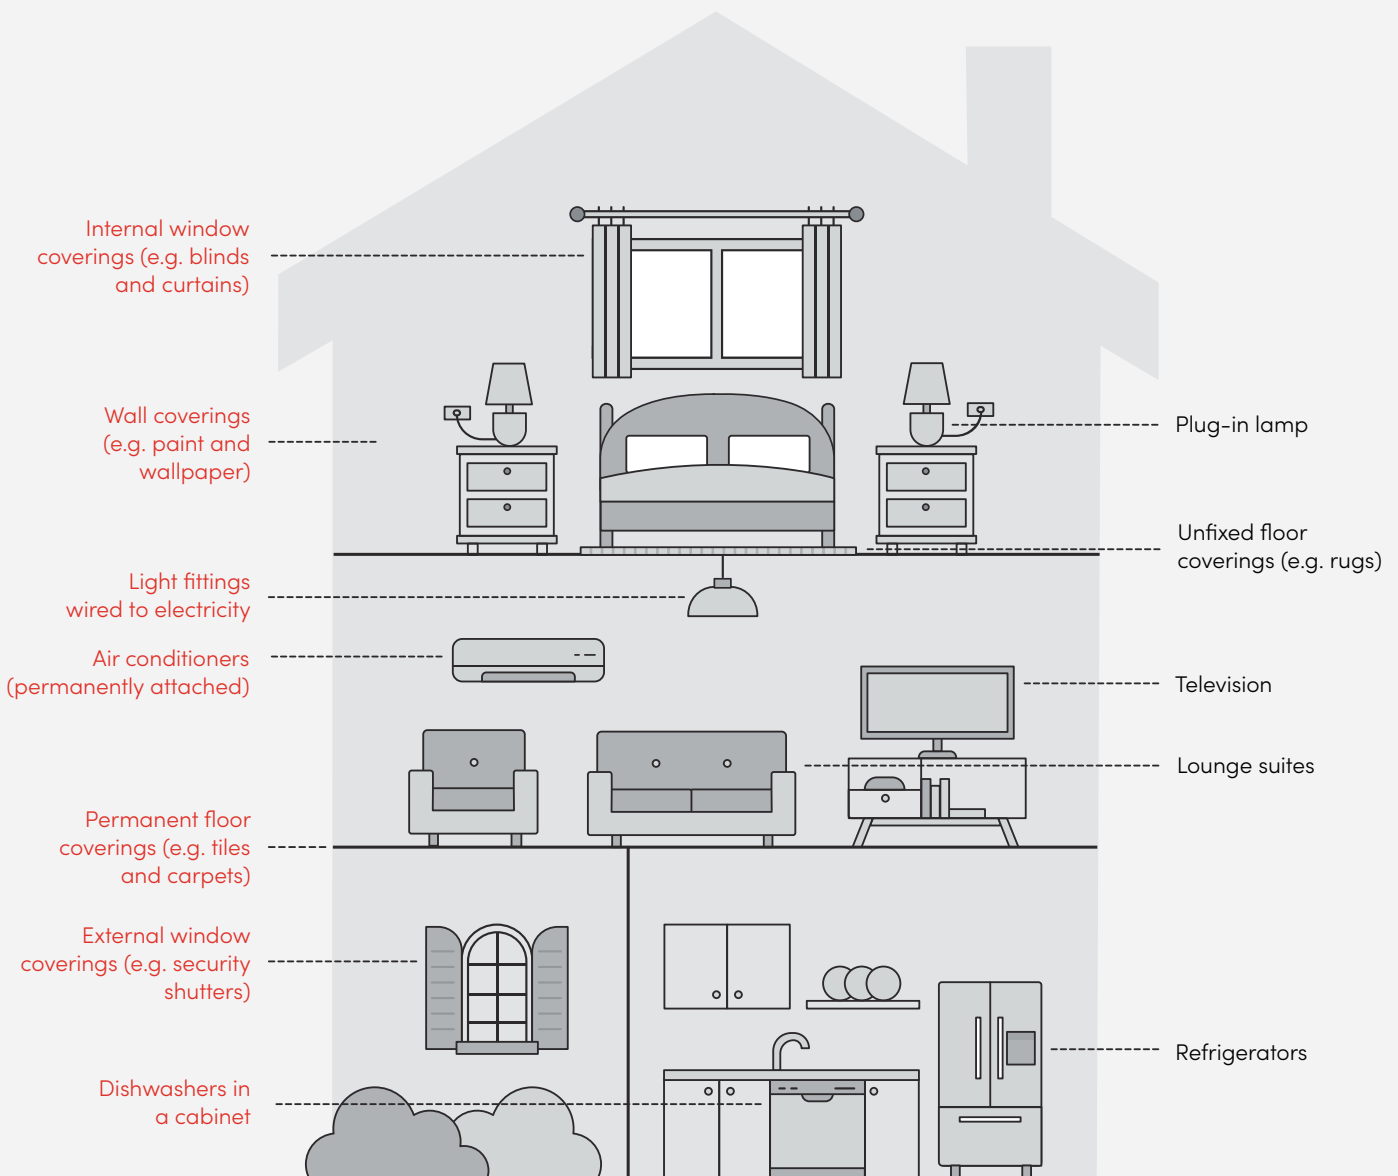 Internal window
coverings (e.g. blinds
and curtains)
Wall coverings
(e.g. paint and
wallpaper)
Light fittings
wired to electricity
Air conditioners
(permanently attached)
Permanent floor
coverings (e.g. tiles
and carpets)
External window
coverings (e.g. security
shutters)
Dishwashers in
a cabinet
Plug-in lamp
Unfixed floor
coverings (e.g. rugs)
Television
Lounge suites
Refrigerators